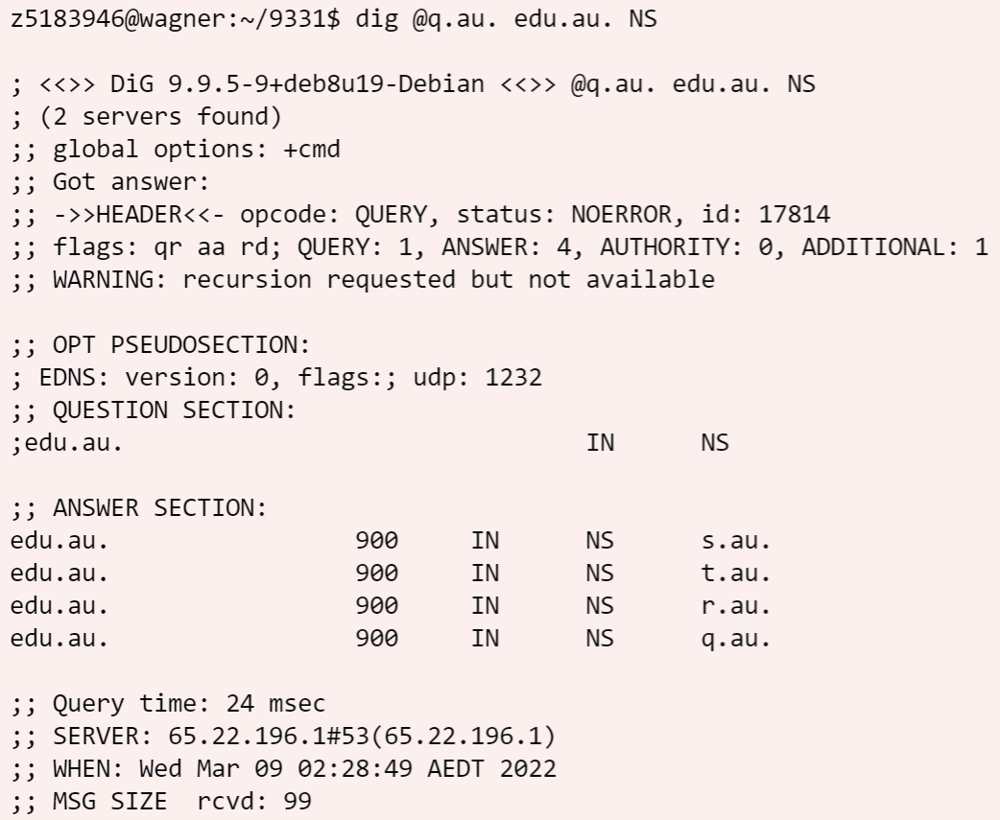 z5183946@wagner:~/9331$ dig @q.au. edu.au. NS
; <<>> DiG 9.9.5-9+deb8u19-Debian <<>> @q.au. edu.au. NS
; (2 servers found)
;; global options: +cmd
;; Got answer:
;; ->>HEADER<<- opcode: QUERY, status: NOERROR, id: 17814
;; flags: qr aa rd; QUERY: 1, ANSWER: 4, AUTHORITY: 0, ADDITIONAL: 1
;; WARNING: recursion requested but not available
;; OPT PSEUDOSECTION:
; EDNS: version: 0, flags:; udp: 1232
;; QUESTION SECTION:
;edu.au. IN NS
;; ANSWER SECTION:
edu.au. 900 IN NS s.au.
edu.au. 900 IN NS t.au.
edu.au. 900 IN NS r.au.
edu.au. 900 IN NS q.au.
;; Query time: 24 msec
;; SERVER: 65.22.196.1#53(65.22.196.1)
;; WHEN: Wed Mar 09 02:28:49 AEDT 2022
;; MSG SIZE  rcvd: 99